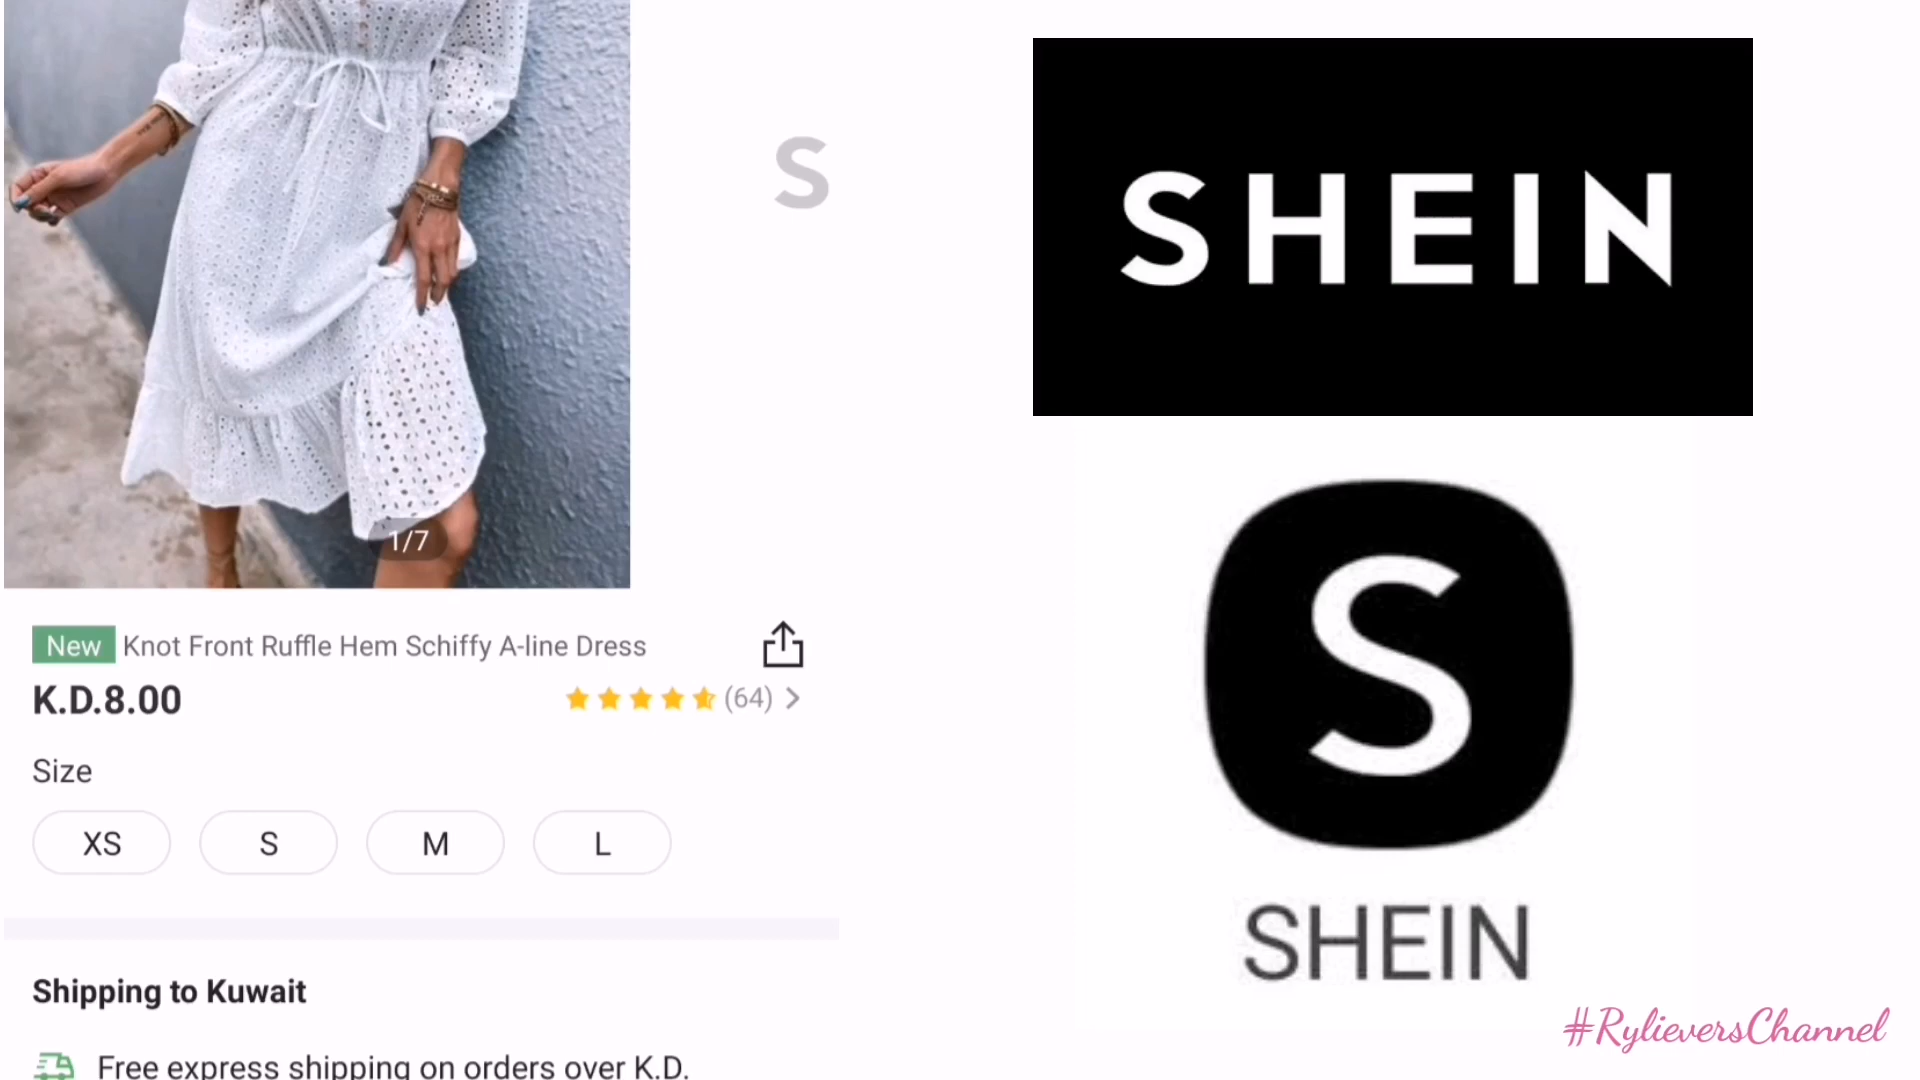 S
1/7
New Knot Front Ruffle Hem Schiffy A-line Dress
K.D.8.00
(64)
Size
XS S M L
Shipping to Kuwait
Free express shipping on orders over K.D.
SHEIN
S
SHEIN
#RylieversChannel